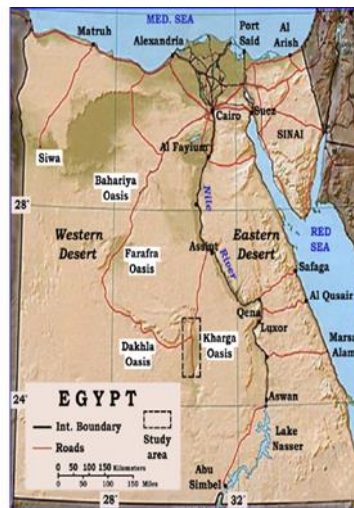 MED. SEA
Matruh
Alexandria
Port
Said
Al
Arish
Cairo
Suez
SINAI
Siwa
Al Fayium
Bahariya
Oasis
28
Nile
River
Western
Desert
Eastern
Desert
RED
SEA
Farafra
Oasis
Assiut
Safaga
Al Qusair
Qena
Luxor
Dakhla
Oasis
Kharga
Oasis
Marsa
Alam
24
EGYPT
Int. Boundary
Roads
Study
area
0 50 100 150 Kilometers
0 50 100 150 Miles
Aswan
Lake
Nasser
Abu
Simbel
28
32